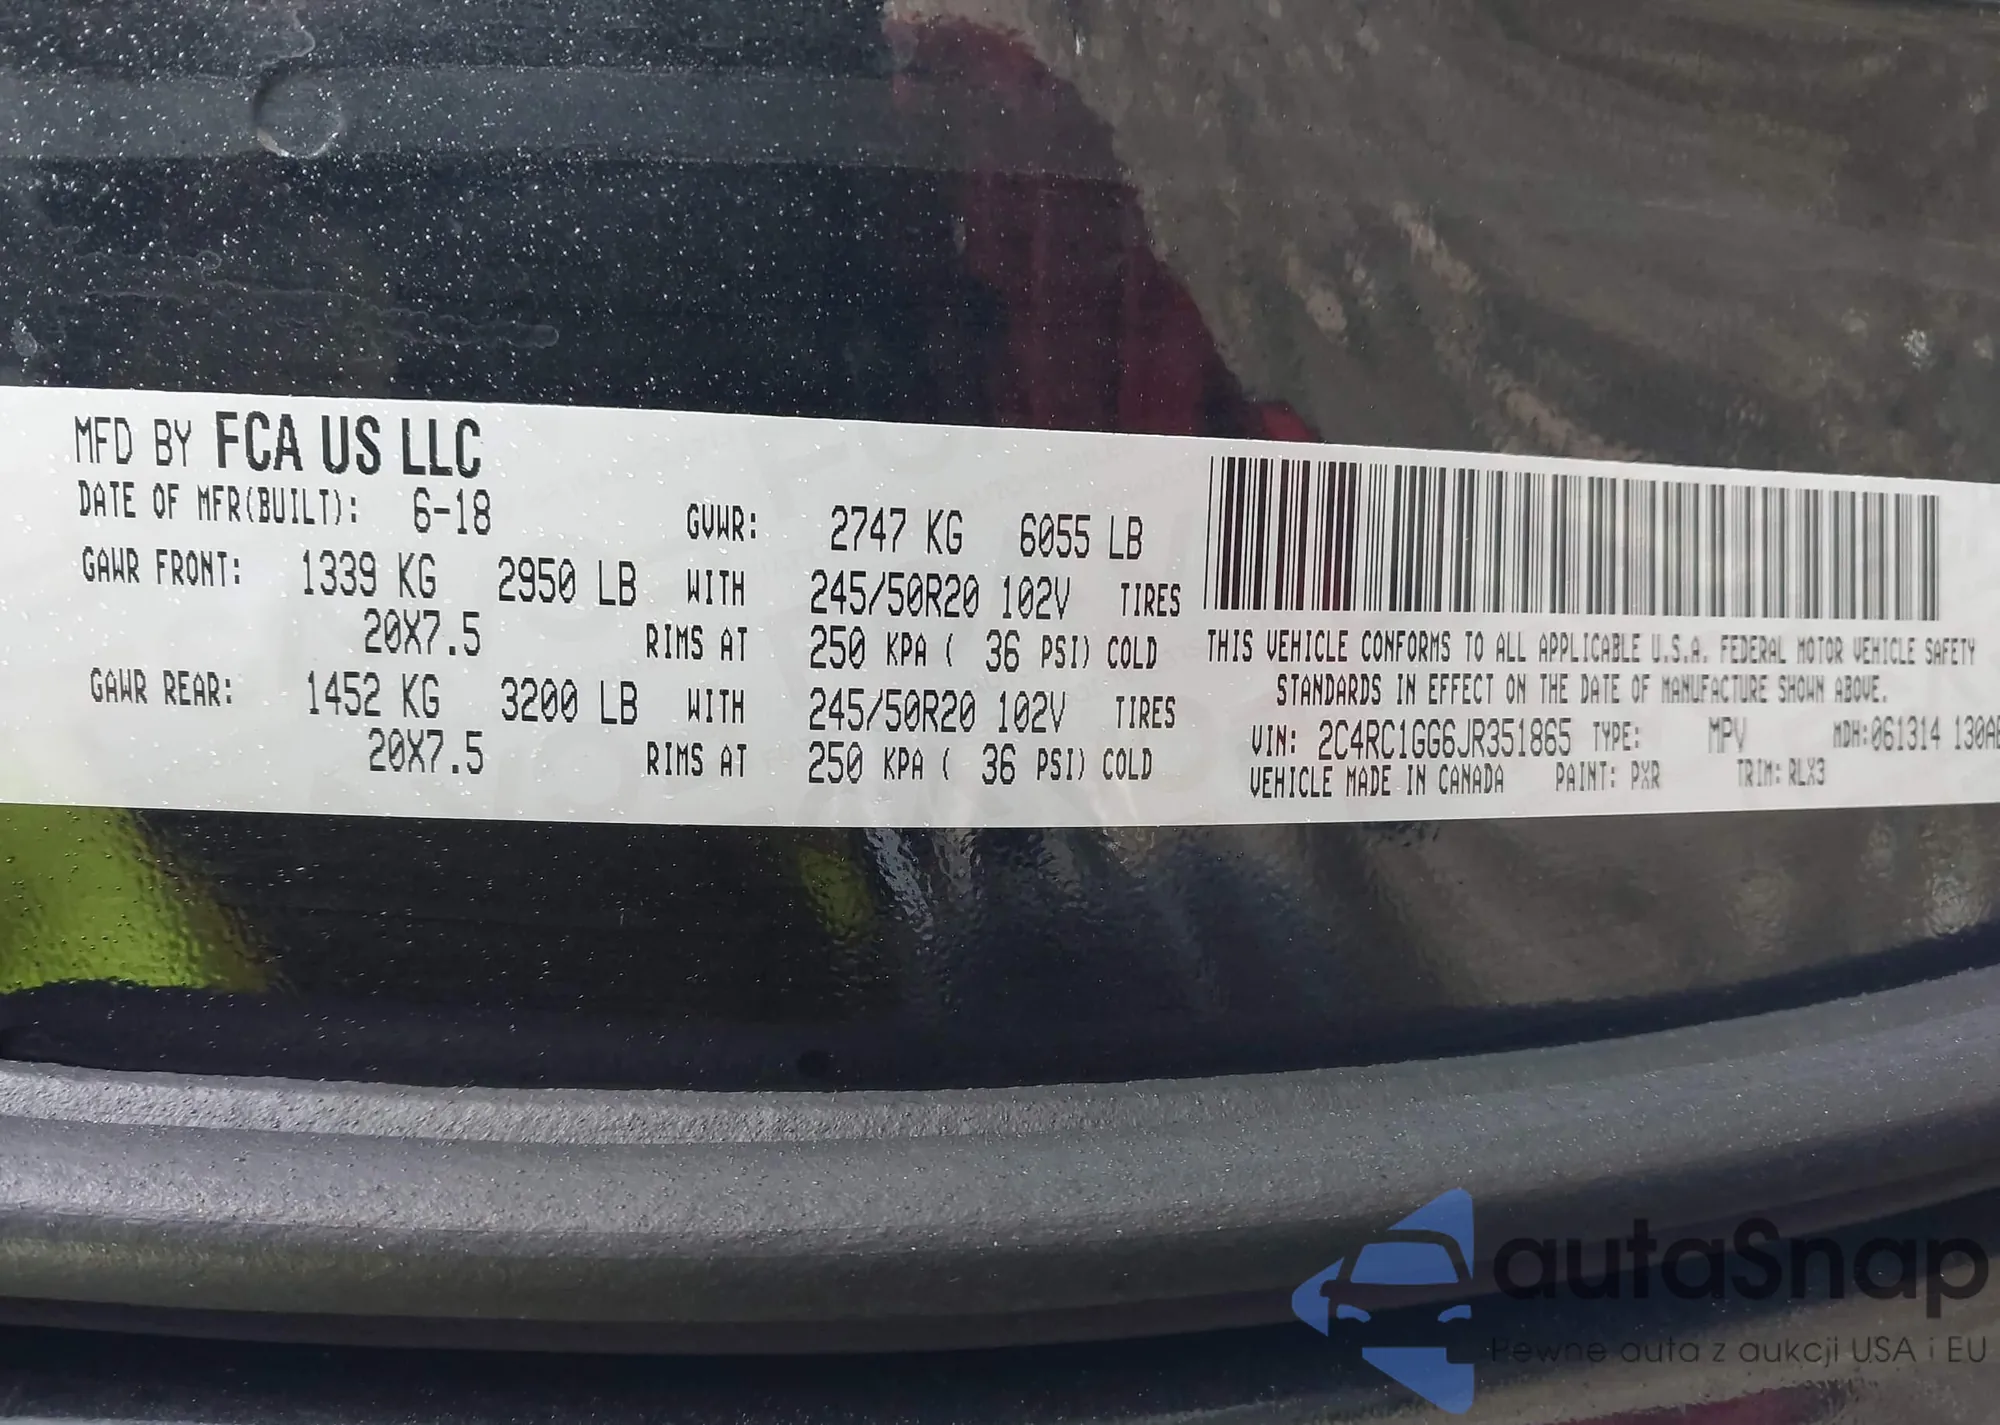 MFD BY FCA US LLC
DATE OF MFR(BUILT): 6-18
GVWR: 2747 KG 6055 LB
GAWR FRONT: 1339 KG 2950 LB WITH 245/50R20 102V TIRES
20X7.5 RIMS AT 250 KPA ( 36 PSI) COLD
GAWR REAR: 1452 KG 3200 LB WITH 245/50R20 102V TIRES
20X7.5 RIMS AT 250 KPA ( 36 PSI) COLD
THIS VEHICLE CONFORMS TO ALL APPLICABLE U.S.A. FEDERAL MOTOR VEHICLE SAFETY
STANDARDS IN EFFECT ON THE DATE OF MANUFACTURE SHOWN ABOVE.
VIN: 2C4RC1GG6JR351865 TYPE: MPV MDH:061314 130AE
VEHICLE MADE IN CANADA PAINT: PXR TRIM: RLX3
autaSnap
Pewne auta z aukcji USA i EU